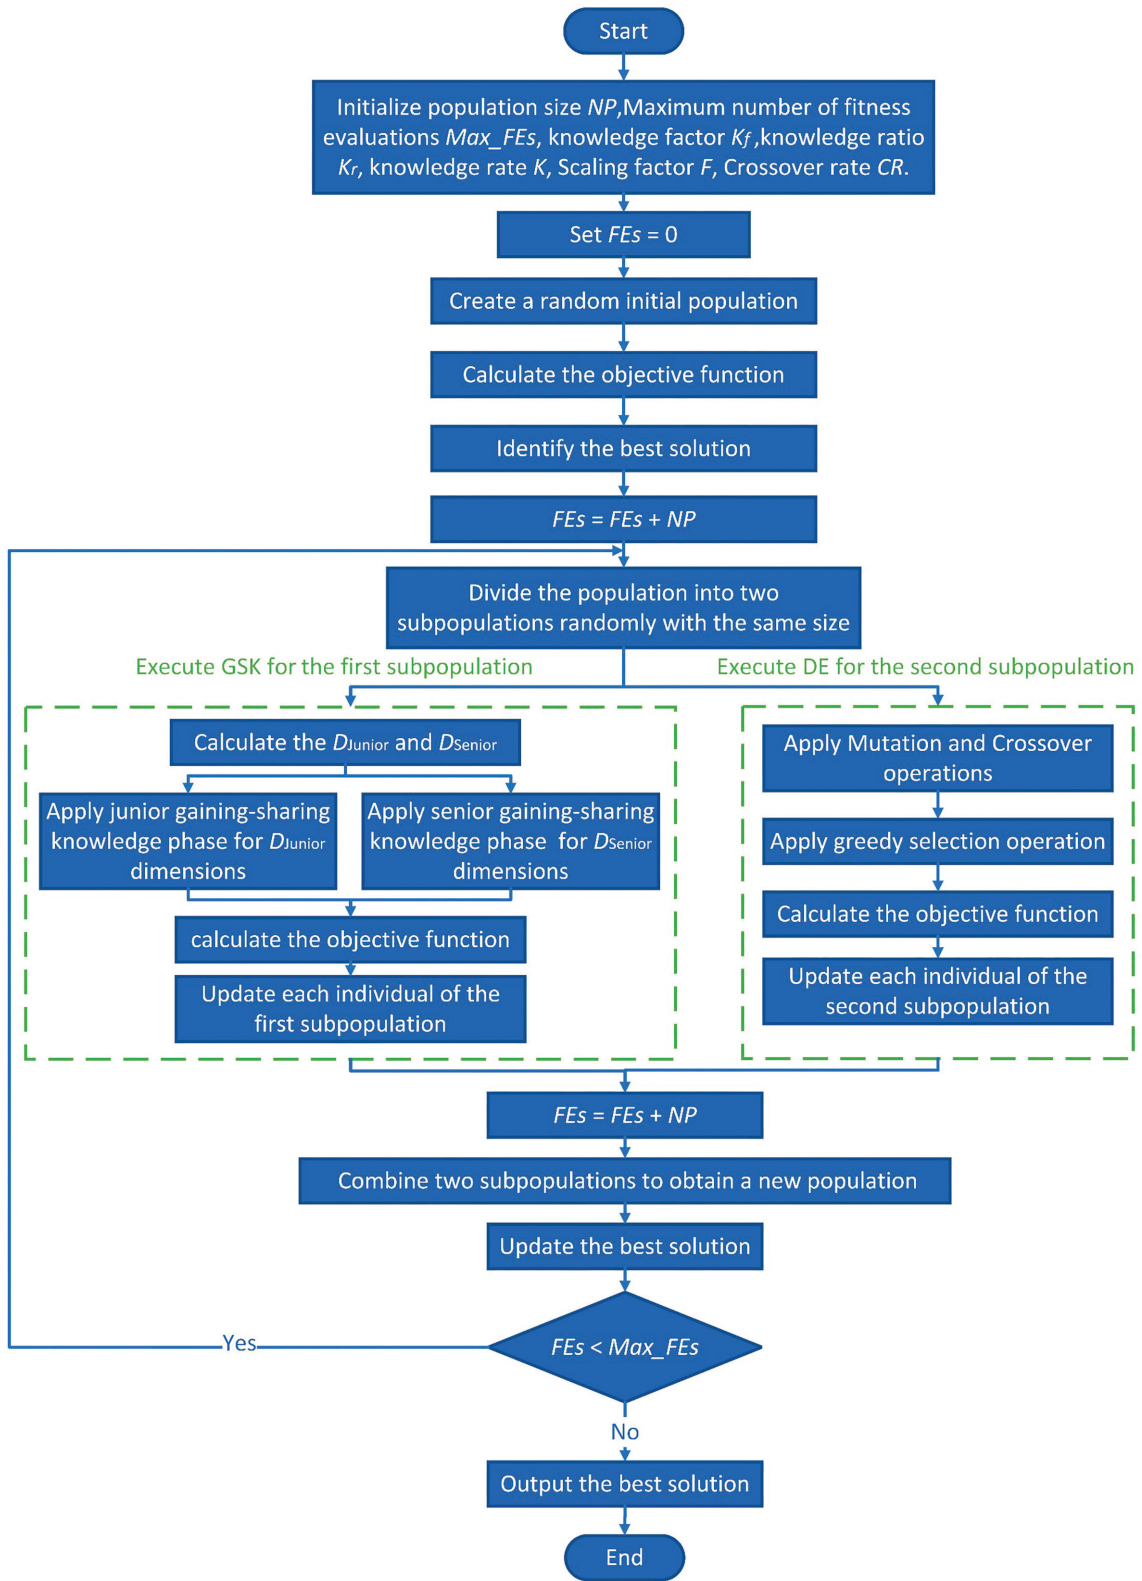 Start
Initialize population size NP,Maximum number of fitness
evaluations Max_FEs, knowledge factor Kf ,knowledge ratio
Kr, knowledge rate K, Scaling factor F, Crossover rate CR.
Set FEs = 0
Create a random initial population
Calculate the objective function
Identify the best solution
FEs = FEs + NP
Divide the population into two
subpopulations randomly with the same size
Execute GSK for the first subpopulation
Calculate the DJunior and DSenior
Apply junior gaining-sharing
knowledge phase for DJunior
dimensions
Apply senior gaining-sharing
knowledge phase for DSenior
dimensions
calculate the objective function
Update each individual of the
first subpopulation
Execute DE for the second subpopulation
Apply Mutation and Crossover
operations
Apply greedy selection operation
Calculate the objective function
Update each individual of the
second subpopulation
FEs = FEs + NP
Combine two subpopulations to obtain a new population
Update the best solution
FEs < Max_FEs
Yes
No
Output the best solution
End